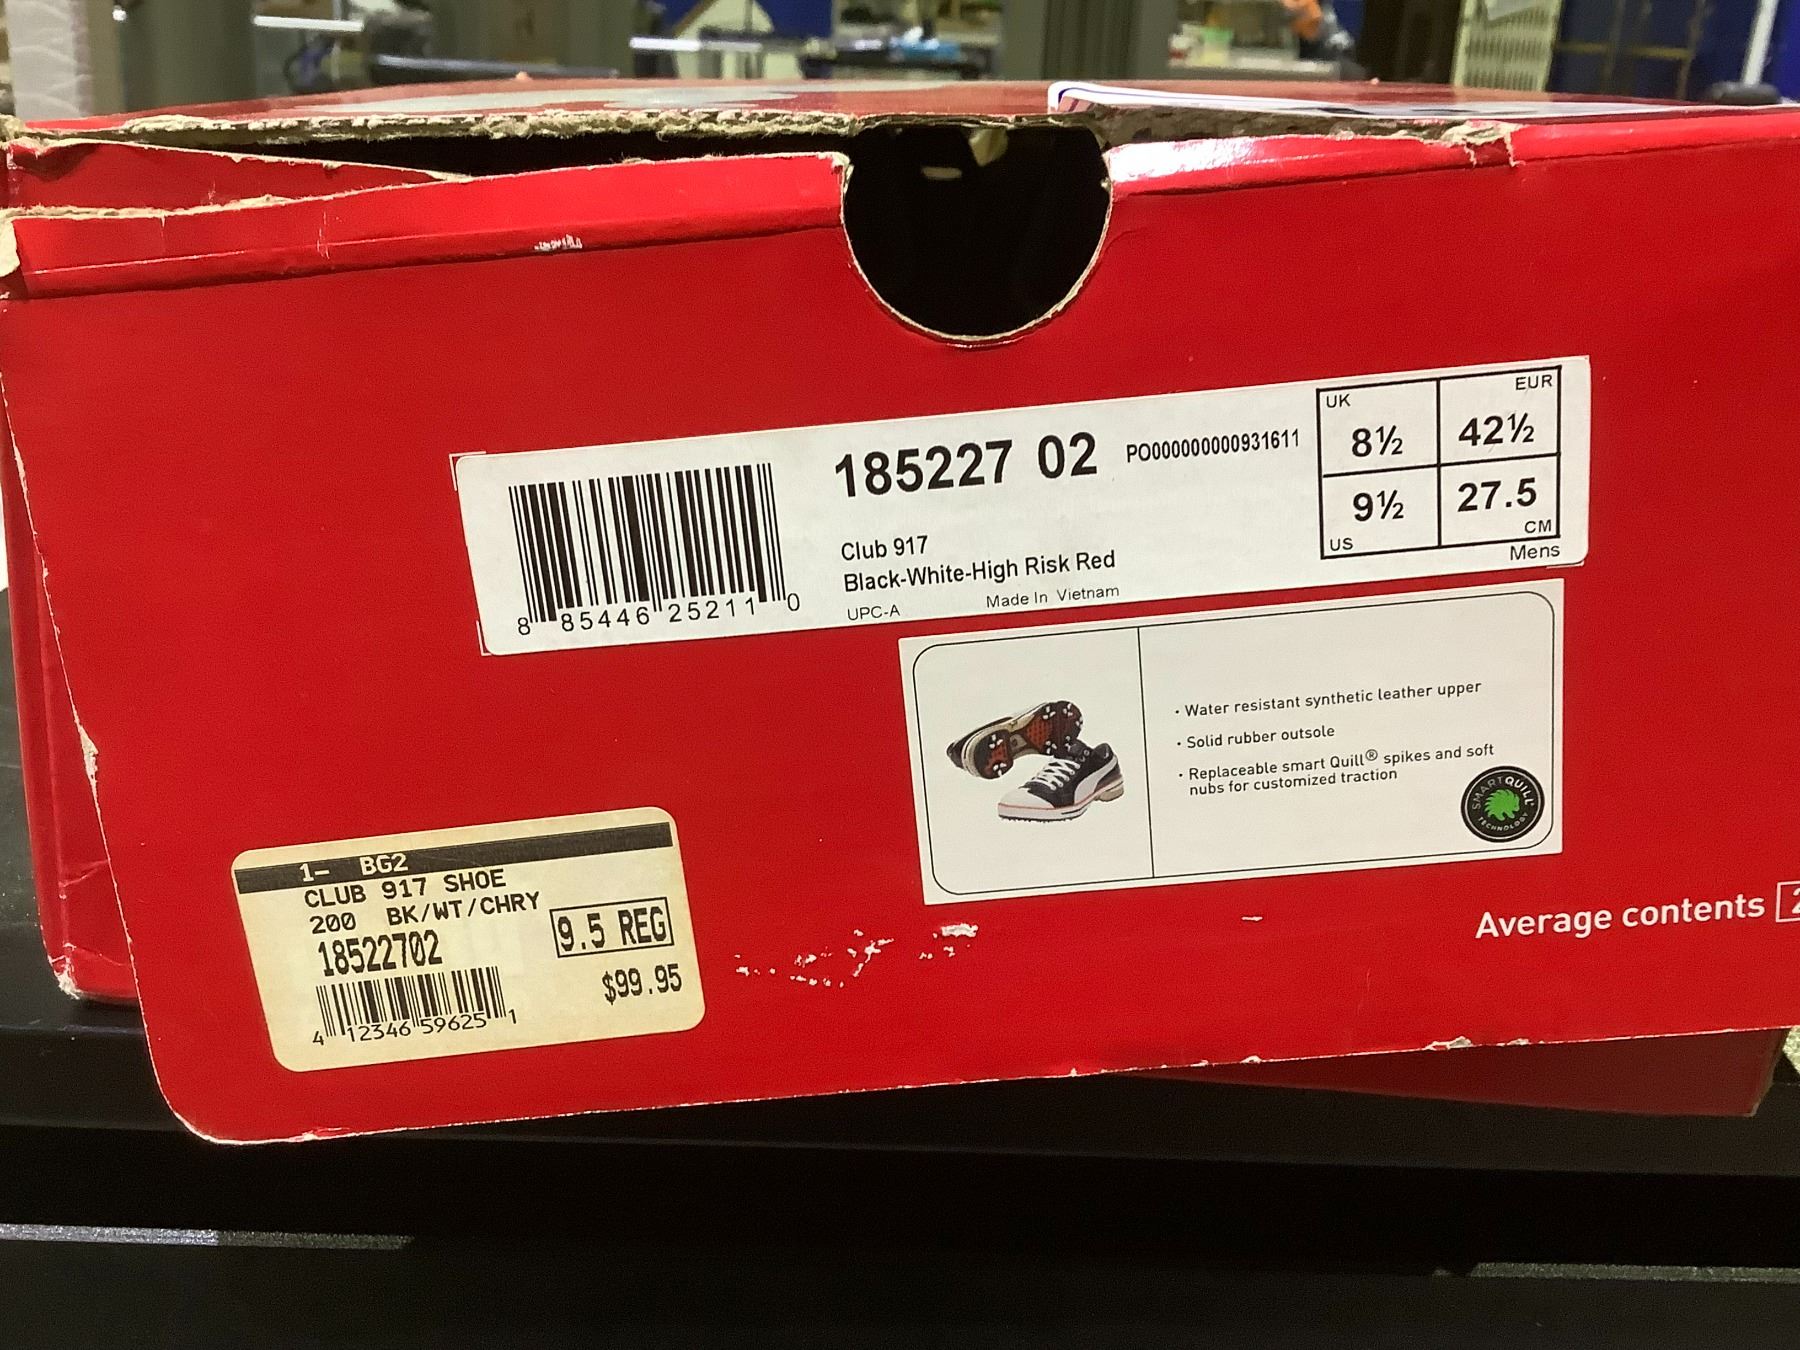 185227 02 PO000000000931611
UK 8½
EUR 42½
9½ US
27.5 CM
Mens
Club 917
Black-White-High Risk Red
UPC-A Made In Vietnam
8 85446 25211 0
· Water resistant synthetic leather upper
· Solid rubber outsole
· Replaceable smart Quill® spikes and soft
nubs for customized traction
SMARTQUILL
TECHNOLOGY
Average contents 2
1- BG2
CLUB 917 SHOE
200 BK/WT/CHRY
18522702
9.5 REG
$99.95
4 12346 59625 1